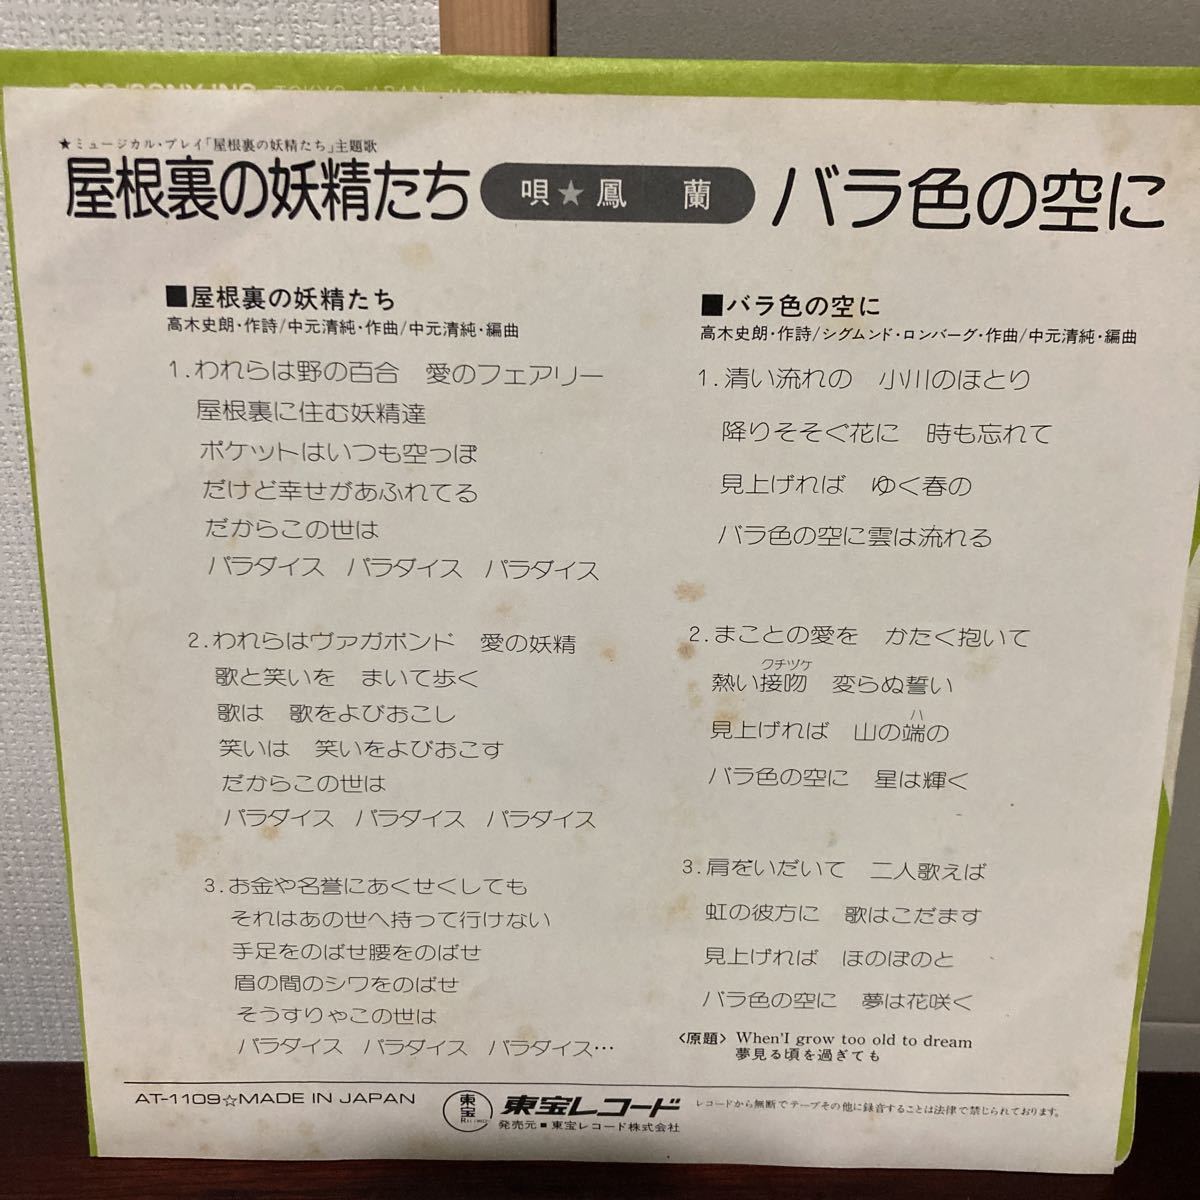 TOKYO JAPAN
★ミュージカル・プレイ「屋根裏の妖精たち」主題歌
屋根裏の妖精たち 唄★鳳 蘭 バラ色の空に
■屋根裏の妖精たち
高木史朗・作詩/中元清純・作曲/中元清純・編曲
1.われらは野の百合 愛のフェアリー
屋根裏に住む妖精達
ポケットはいつも空っぽ
だけど幸せがあふれてる
だからこの世は
パラダイス パラダイス パラダイス
2.われらはヴァガボンド 愛の妖精
歌と笑いを まいて歩く
歌は 歌をよびおこし
笑いは 笑いをよびおこす
だからこの世は
パラダイス パラダイス パラダイス
3.お金や名誉にあくせくしても
それはあの世へ持って行けない
手足をのばせ腰をのばせ
眉の間のシワをのばせ
そうすりゃこの世は
パラダイス パラダイス パラダイス…
■バラ色の空に
高木史朗・作詩/シグムンド・ロンバーグ・作曲/中元清純・編曲
1.清い流れの 小川のほとり
降りそそぐ花に 時も忘れて
見上げれば ゆく春の
バラ色の空に雲は流れる
2.まことの愛を かたく抱いて
クチヅケ
熱い接吻 変らぬ誓い
ハ
見上げれば 山の端の
バラ色の空に 星は輝く
3.肩をいだいて 二人歌えば
虹の彼方に 歌はこだます
見上げれば ほのぼのと
バラ色の空に 夢は花咲く
〈原題〉 When'I grow too old to dream
夢見る頃を過ぎても
AT-1109☆MADE IN JAPAN
東宝
RECORD
東宝レコード
発売元■東宝レコード株式会社
レコードから無断でテープその他に録音することは法律で禁じられております。